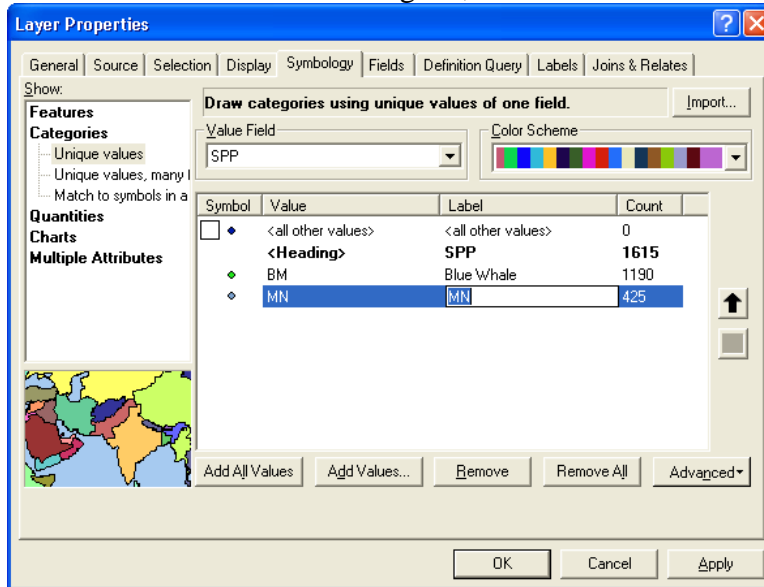 Layer Properties
General Source Selection Display Symbology Fields Definition Query Labels Joins & Relates
Show:
Features
Categories
Unique values
Unique values, many
Match to symbols in a
Quantities
Charts
Multiple Attributes
Draw categories using unique values of one field.
Import...
Value Field
SPP
Color Scheme
Symbol Value Label Count
<all other values> <all other values> 0
<Heading> SPP 1615
BM Blue Whale 1190
MN MN 425
Add All Values Add Values... Remove Remove All Advanced
OK Cancel Apply